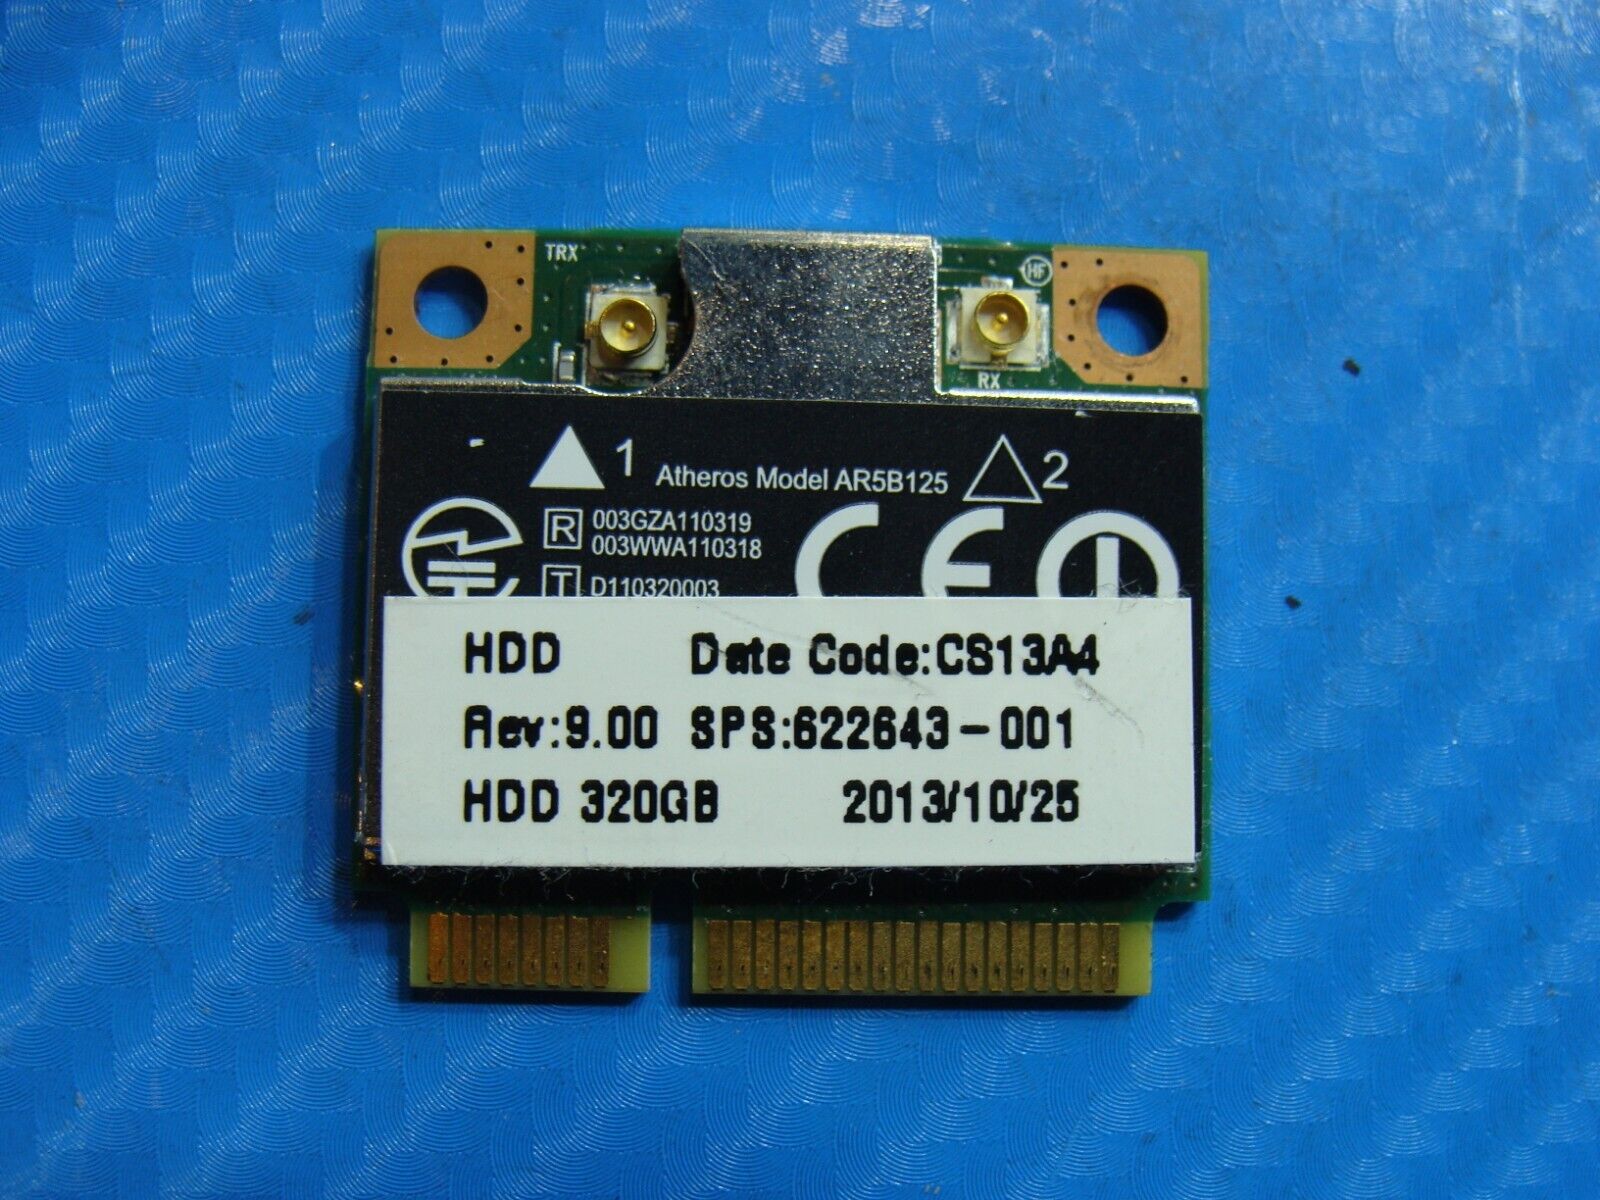 TRX
HF
RX
1 Atheros Model AR5B125 2
R 003GZA110319
003WWA110318
CE
T D110320003
HDD Date Code:CS13A4
Rev:9.00 SPS:622643-001
HDD 320GB 2013/10/25